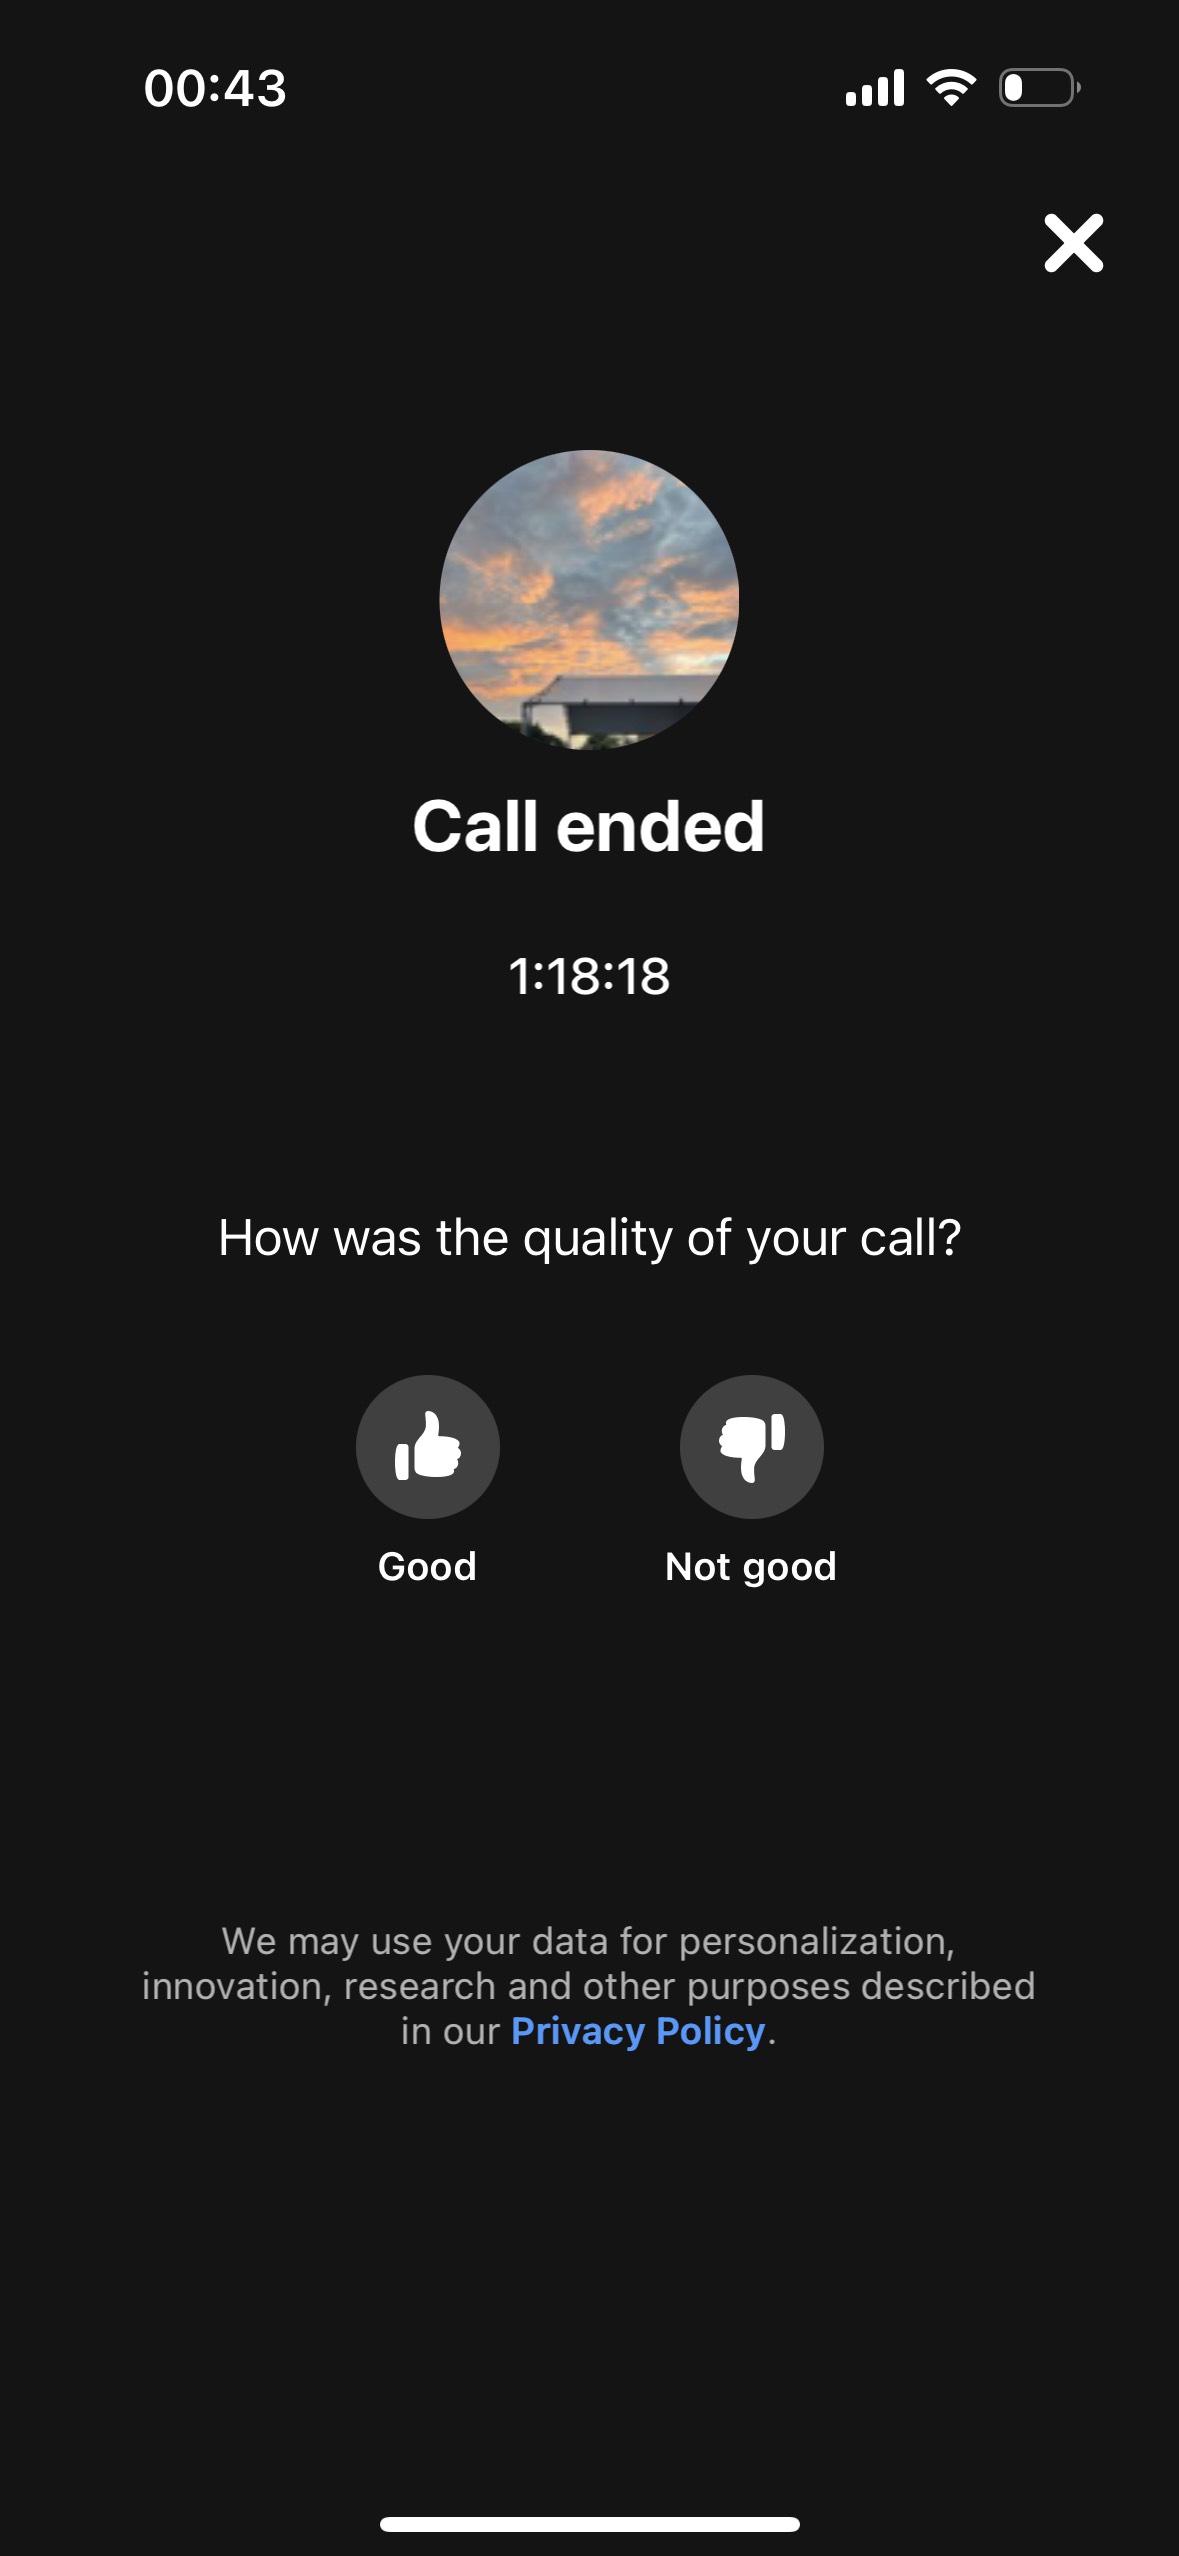 00:43
Call ended
1:18:18
How was the quality of your call?
Good
Not good
We may use your data for personalization,
innovation, research and other purposes described
in our Privacy Policy.